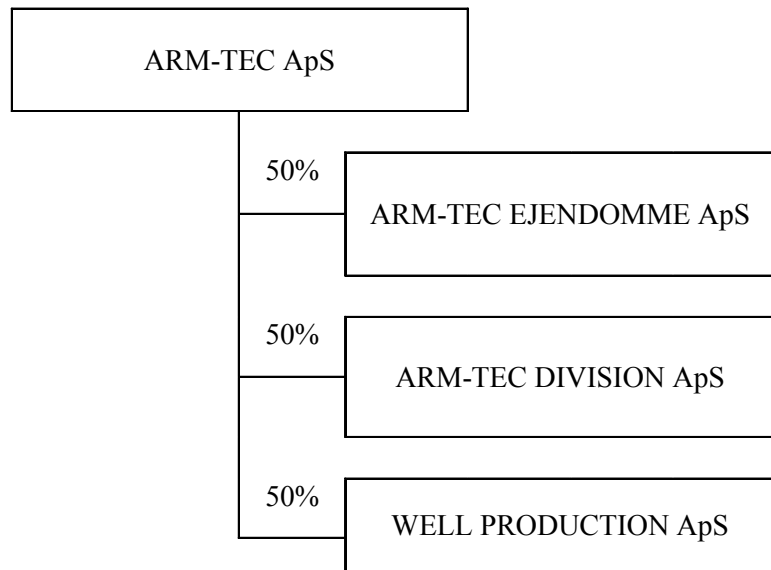 ARM-TEC ApS
50%
ARM-TEC EJENDOMME ApS
50%
ARM-TEC DIVISION ApS
50%
WELL PRODUCTION ApS